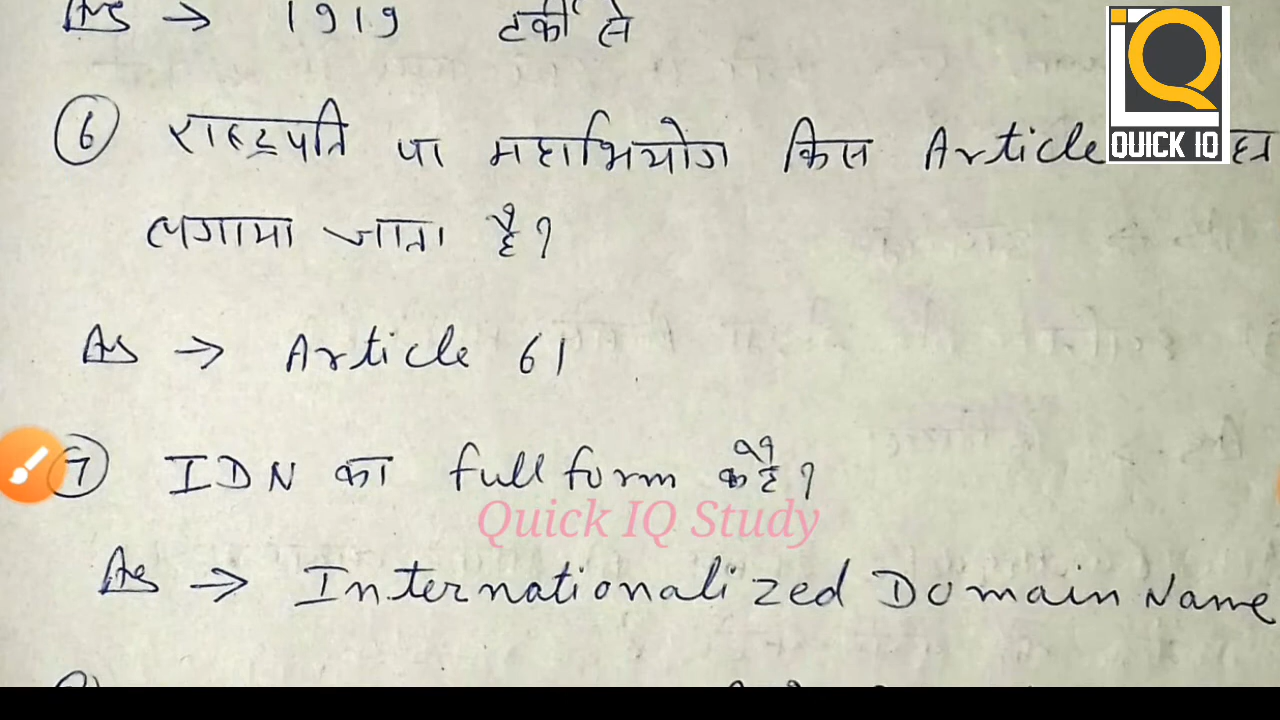 Ans → 1919 टर्की से
QUICK IQ
⑥ राष्ट्रपति पर महाभियोग किस Article
लगाया जाता है?
Ans → Article 61
⑦ IDN का full form के है?
Quick IQ Study
Ans → Internationalized Domain Name